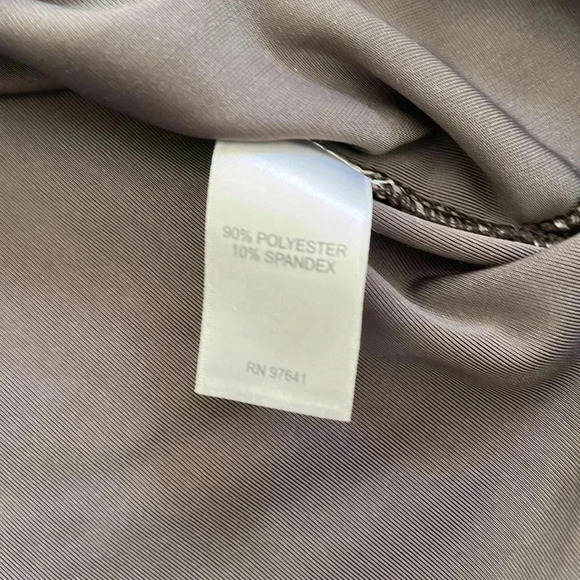 90% POLYESTER
10% SPANDEX
RN 97641